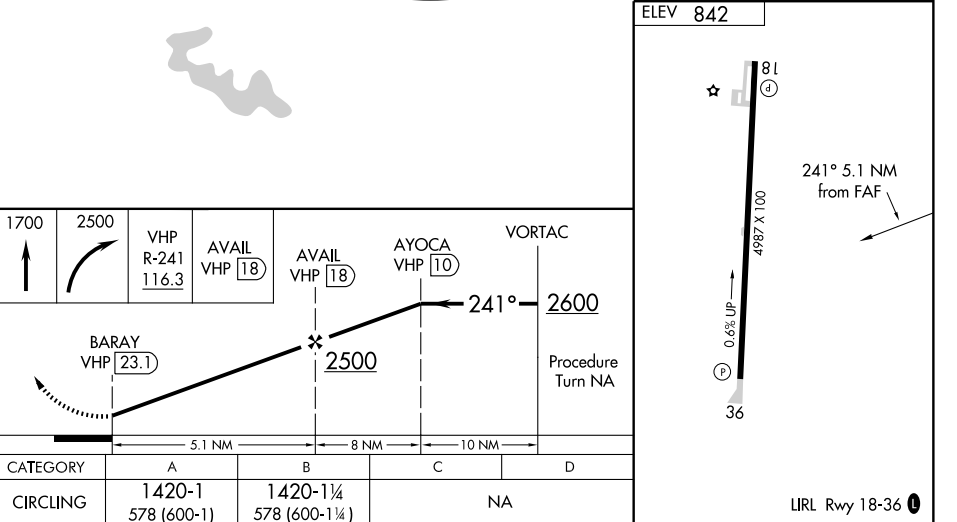 ELEV 842
18
P
241° 5.1 NM
from FAF
4987 X 100
0.6% UP
P
36
LIRL Rwy 18-36 L
1700
2500
VHP
R-241
116.3
AVAIL
VHP 18
AVAIL
VHP 18
AYOCA
VHP 10
VORTAC
241°
2600
BARAY
VHP 23.1
2500
Procedure
Turn NA
5.1 NM
8 NM
10 NM
CATEGORY A B C D
CIRCLING
1420-1
578 (600-1)
1420-1¼
578 (600-1¼)
NA